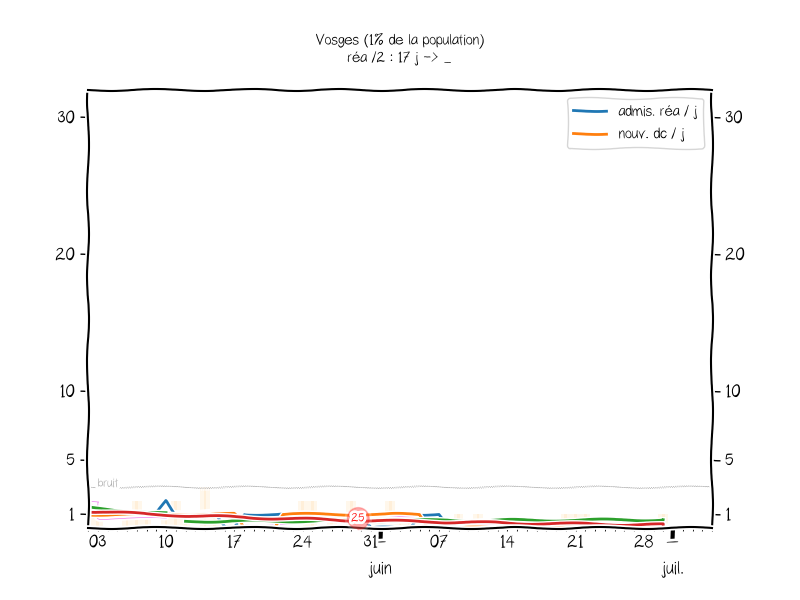 Vosges (1% de la population)
réa /2 : 17 j -> _
admis. réa / j
nouv. dc / j
30
30
20
20
10
10
5
5
bruit
1
1
25
03 10 17 24 31 07 14 21 28
juin juil.